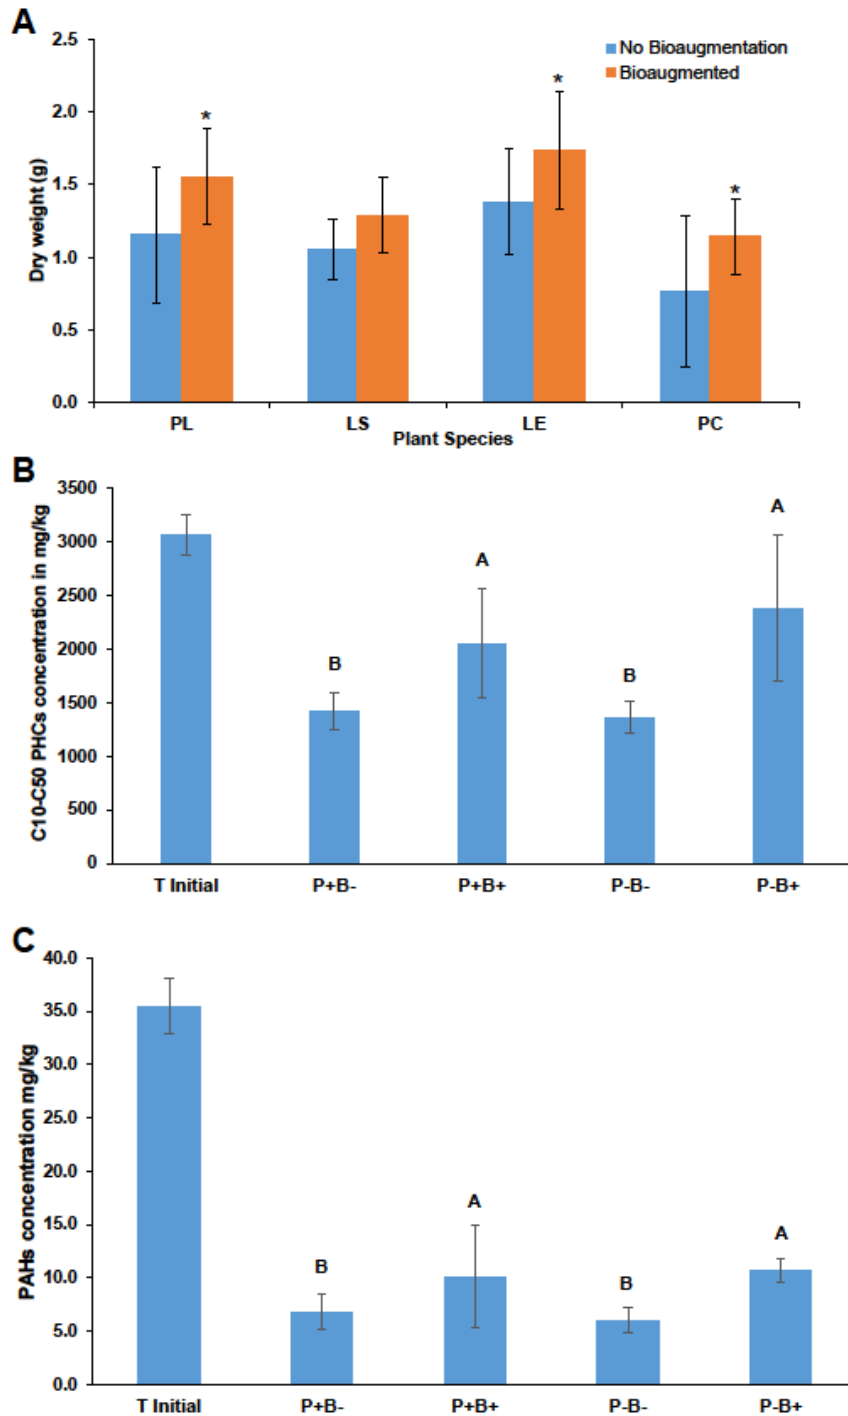 A
2.5
2.0
1.5
1.0
0.5
0.0
Dry weight (g)
No Bioaugmentation
Bioaugmented
*
*
*
PL LS LE PC
Plant Species
B
3500
3000
2500
2000
1500
1000
500
0
C10-C50 PHCs concentration in mg/kg
B
A
B
A
T Initial P+B- P+B+ P-B- P-B+
C
40.0
35.0
30.0
25.0
20.0
15.0
10.0
5.0
0.0
PAHs concentration mg/kg
B
A
B
A
T Initial P+B- P+B+ P-B- P-B+